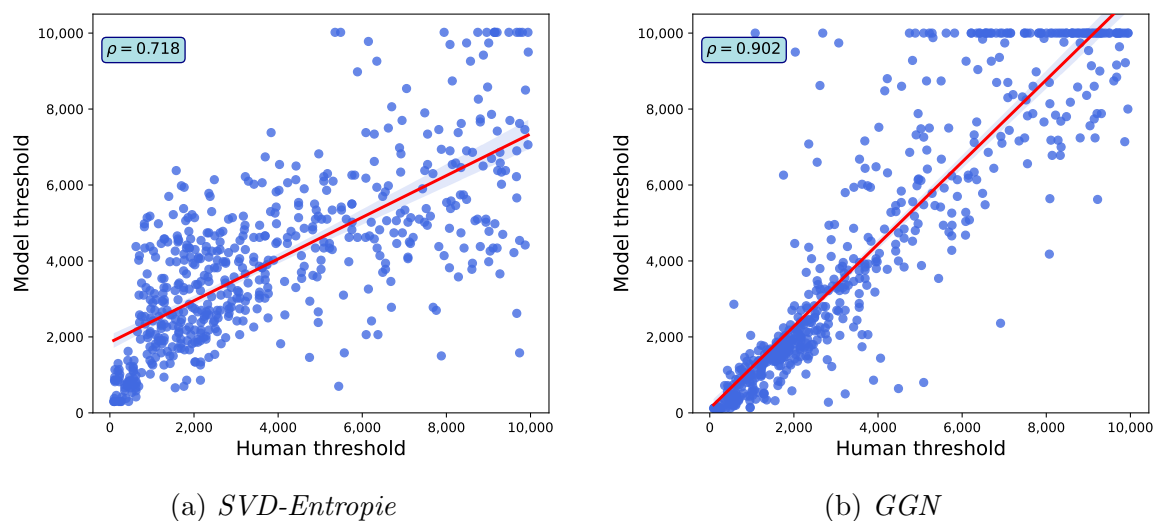 ρ = 0.718
10,000
8,000
6,000
4,000
2,000
0
Model threshold
0 2,000 4,000 6,000 8,000 10,000
Human threshold
(a) SVD-Entropie
ρ = 0.902
10,000
8,000
6,000
4,000
2,000
0
Model threshold
0 2,000 4,000 6,000 8,000 10,000
Human threshold
(b) GGN